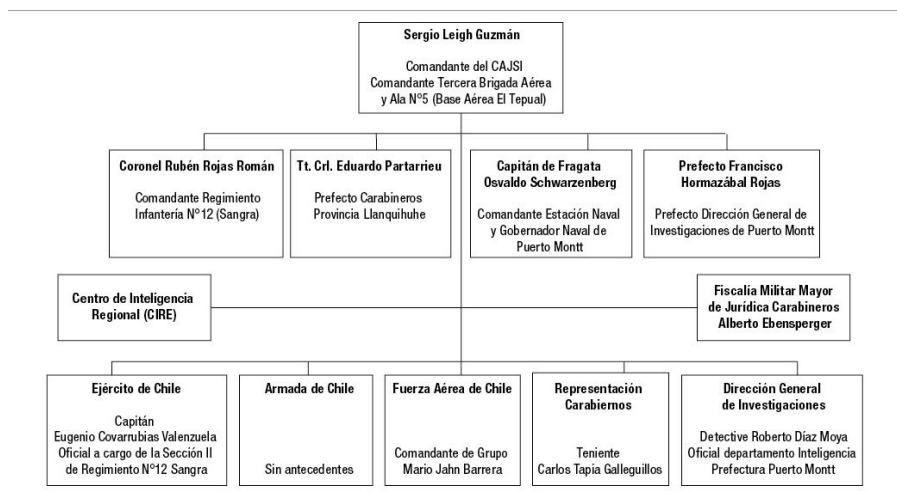 Sergio Leigh Guzmán
Comandante del CAJSI
Comandante Tercera Brigada Aérea
y Ala N°5 (Base Aérea El Tepual)
Coronel Rubén Rojas Román
Comandante Regimiento
Infantería N°12 (Sangra)
Tt. Crl. Eduardo Partarrieu
Prefecto Carabineros
Provincia Llanquihuhe
Capitán de Fragata
Osvaldo Schwarzenberg
Comandante Estación Naval
y Gobernador Naval de
Puerto Montt
Prefecto Francisco
Hormazábal Rojas
Prefecto Dirección General de
Investigaciones de Puerto Montt
Centro de Inteligencia
Regional (CIRE)
Fiscalía Militar Mayor
de Jurídica Carabineros
Alberto Ebensperger
Ejército de Chile
Capitán
Eugenio Covarrubias Valenzuela
Oficial a cargo de la Sección II
de Regimiento N°12 Sangra
Armada de Chile
Sin antecedentes
Fuerza Aérea de Chile
Comandante de Grupo
Mario Jahn Barrera
Representación
Carabiernos
Teniente
Carlos Tapia Galleguillos
Dirección General
de Investigaciones
Detective Roberto Díaz Moya
Oficial departamento Inteligencia
Prefectura Puerto Montt